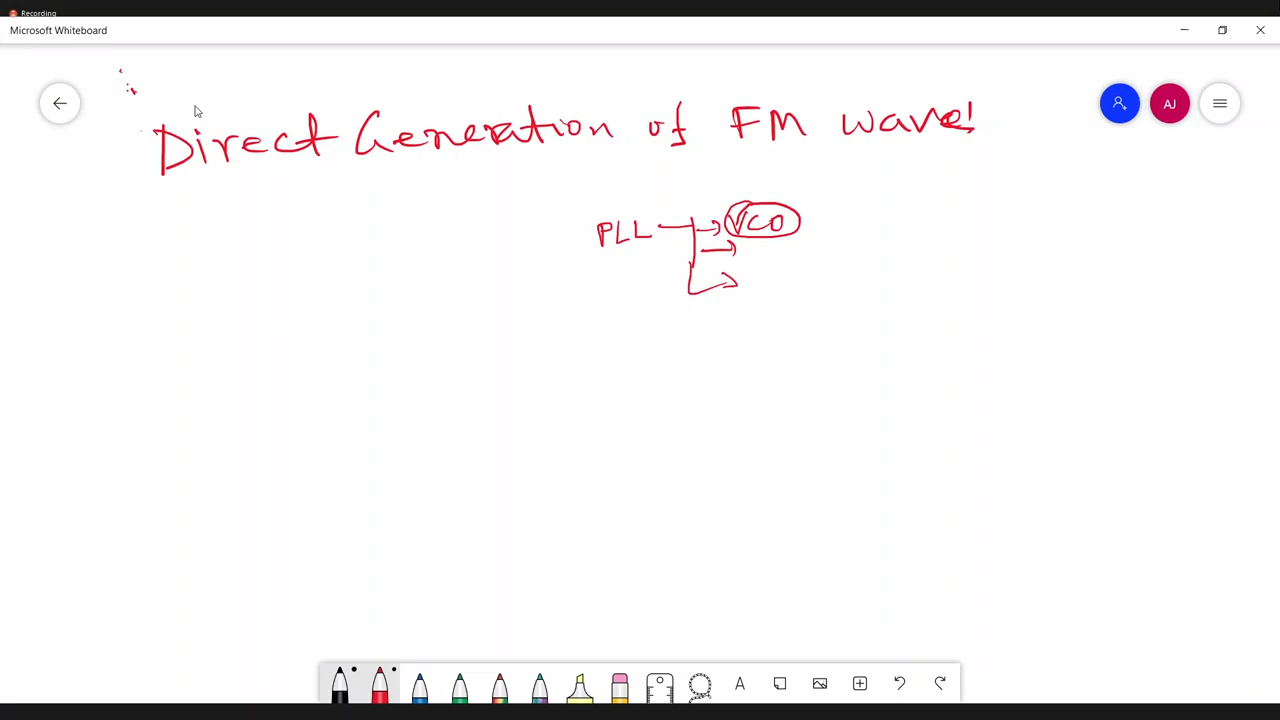 Recording
Microsoft Whiteboard
Direct Generation of FM wave!
AJ
PLL VCO
A